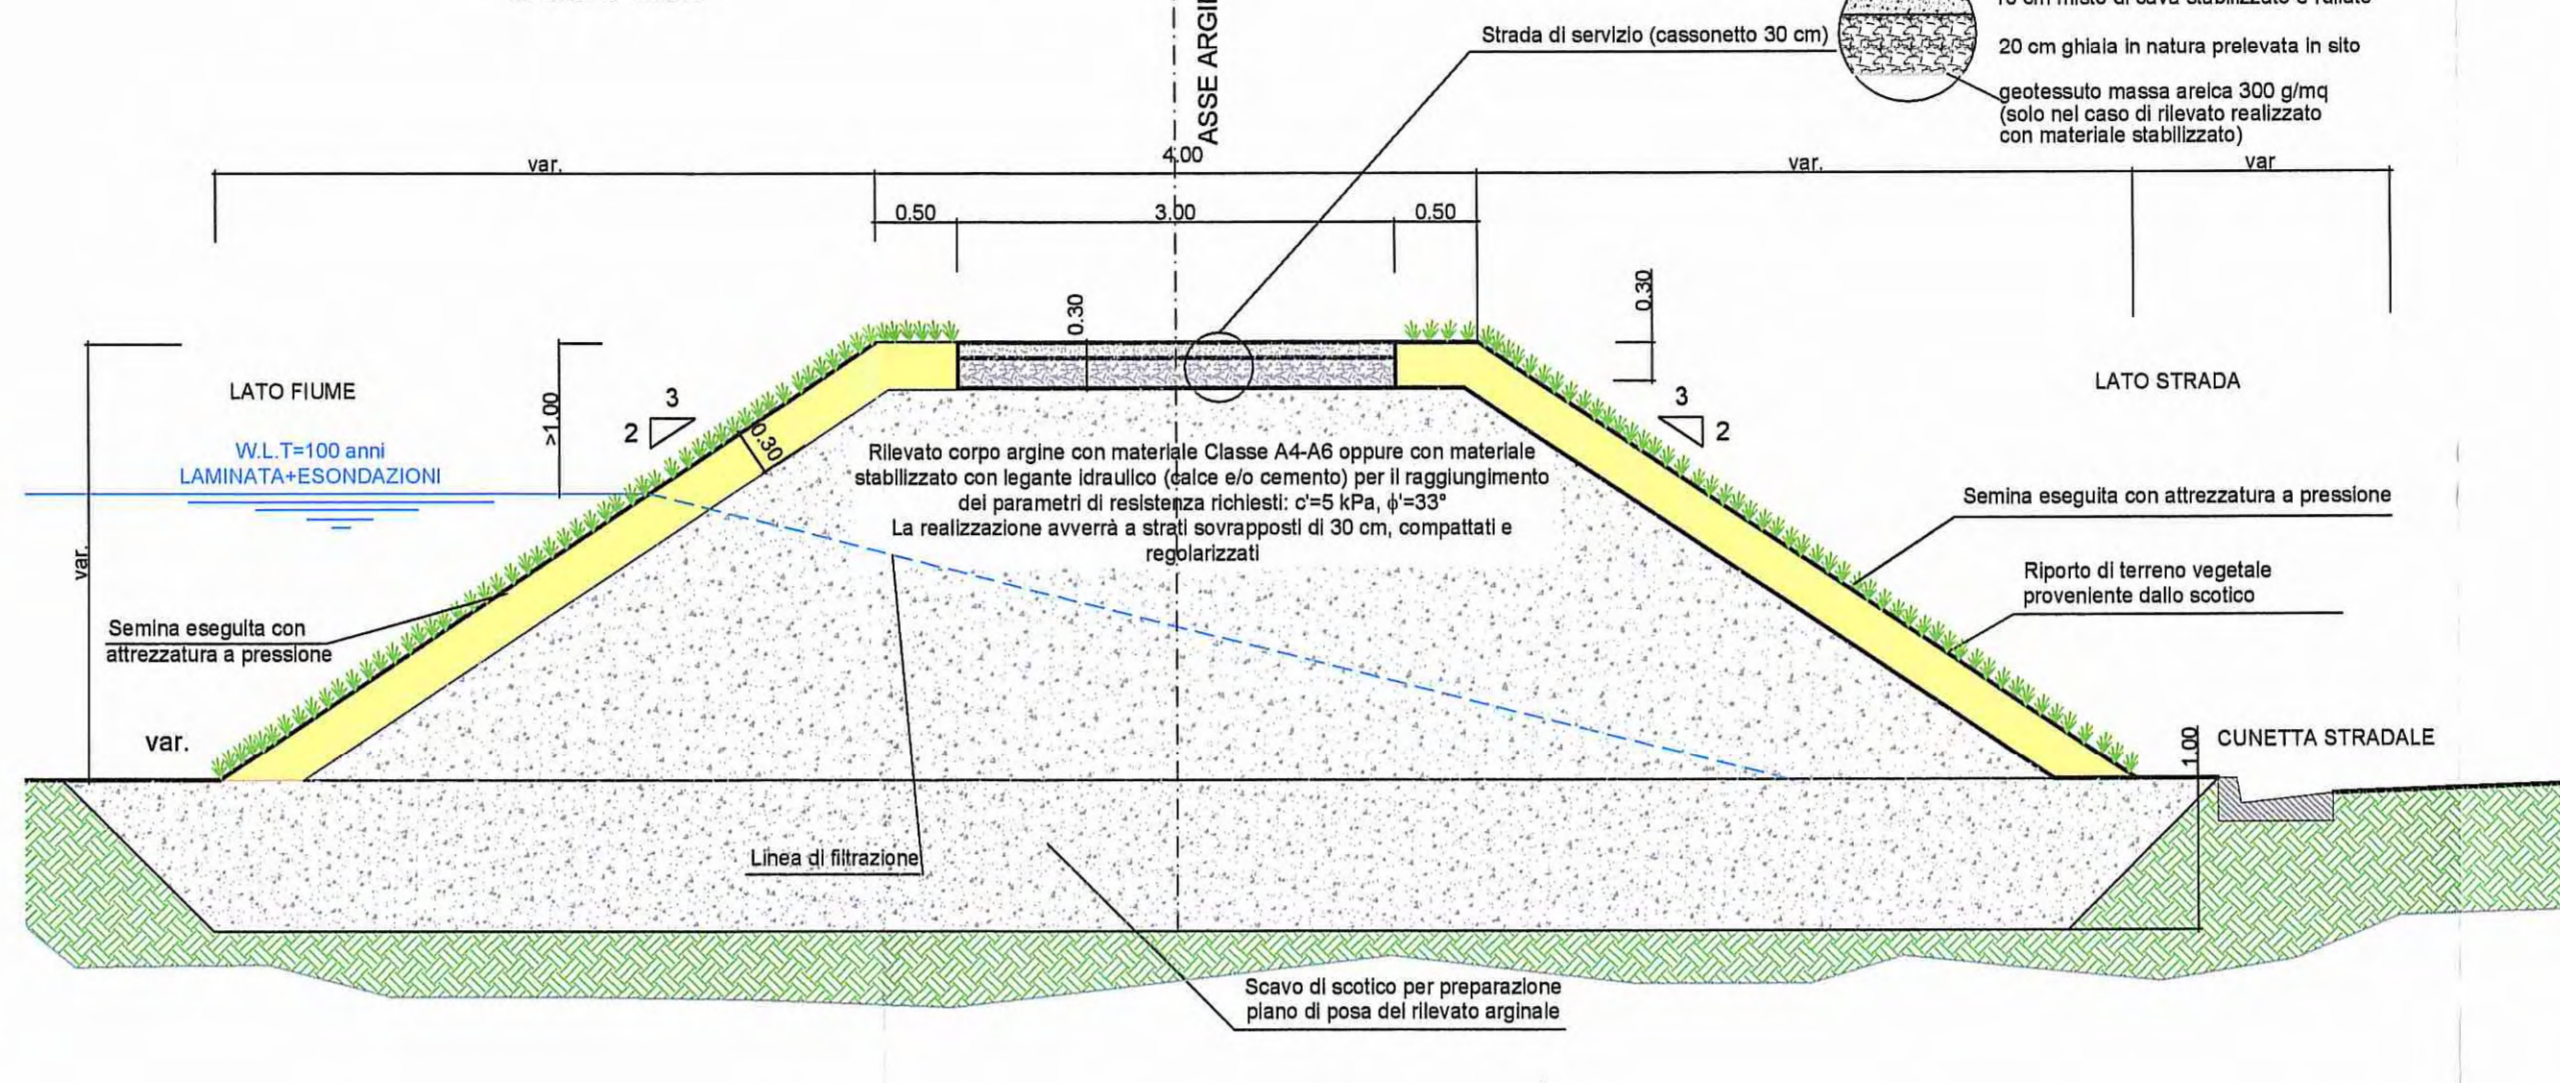 ASSE ARGI
Strada di servizio (cassonetto 30 cm)
20 cm ghiaia in natura prelevata in sito
geotessuto massa areica 300 g/mq
(solo nel caso di rilevato realizzato
con materiale stabilizzato)
var.
4.00
var.
var
0.50
3.00
0.50
0.30
0.30
LATO FIUME
LATO STRADA
W.L.T=100 anni
LAMINATA+ESONDAZIONI
>1.00
3
2
0.30
3
2
Rilevato corpo argine con materiale Classe A4-A6 oppure con materiale
stabilizzato con legante idraulico (calce e/o cemento) per il raggiungimento
dei parametri di resistenza richiesti: c'=5 kPa, ϕ'=33°
La realizzazione avverrà a strati sovrapposti di 30 cm, compattati e
regolarizzati
Semina eseguita con attrezzatura a pressione
Riporto di terreno vegetale
proveniente dallo scotico
var.
Semina eseguita con
attrezzatura a pressione
var.
1.00
CUNETTA STRADALE
Linea di filtrazione
Scavo di scotico per preparazione
piano di posa del rilevato arginale